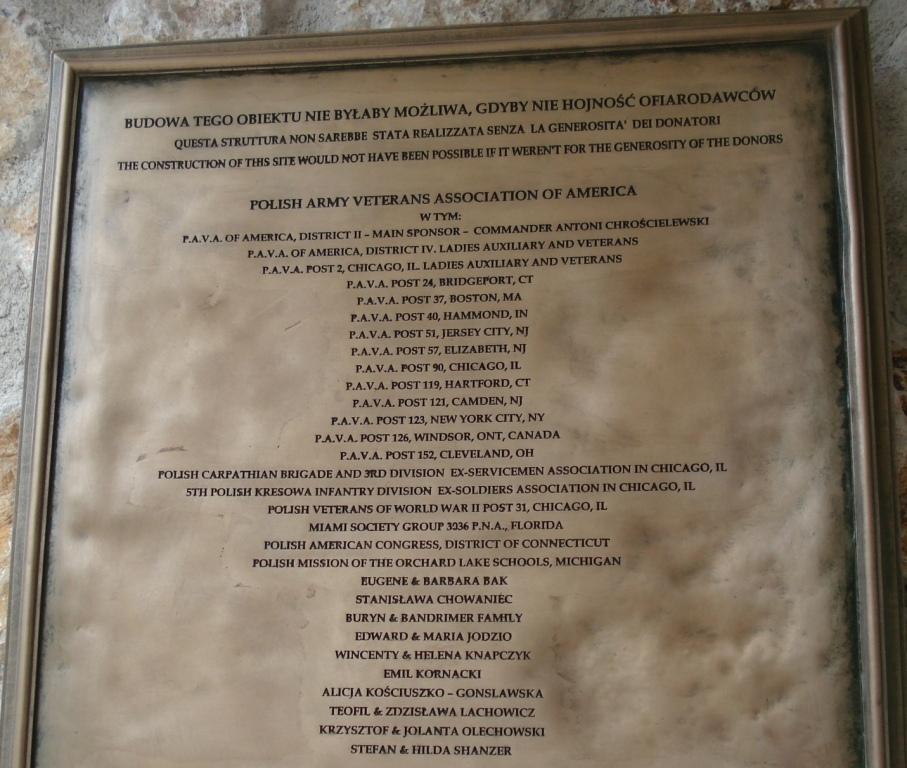 BUDOWA TEGO OBIEKTU NIE BYŁABY MOŻLIWA, GDYBY NIE HOJNOŚĆ OFIARODAWCÓW
QUESTA STRUTTURA NON SAREBBE STATA REALIZZATA SENZA LA GENEROSITA' DEI DONATORI
THE CONSTRUCTION OF THIS SITE WOULD NOT HAVE BEEN POSSIBLE IF IT WEREN'T FOR THE GENEROSITY OF THE DONORS
POLISH ARMY VETERANS ASSOCIATION OF AMERICA
W TYM:
P.A.V.A. OF AMERICA, DISTRICT II – MAIN SPONSOR – COMMANDER ANTONI CHROŚCIELEWSKI
P.A.V.A. OF AMERICA, DISTRICT IV. LADIES AUXILIARY AND VETERANS
P.A.V.A. POST 2, CHICAGO, IL. LADIES AUXILIARY AND VETERANS
P.A.V.A. POST 24, BRIDGEPORT, CT
P.A.V.A. POST 37, BOSTON, MA
P.A.V.A. POST 40, HAMMOND, IN
P.A.V.A. POST 51, JERSEY CITY, NJ
P.A.V.A. POST 57, ELIZABETH, NJ
P.A.V.A. POST 90, CHICAGO, IL
P.A.V.A. POST 119, HARTFORD, CT
P.A.V.A. POST 121, CAMDEN, NJ
P.A.V.A. POST 123, NEW YORK CITY, NY
P.A.V.A. POST 126, WINDSOR, ONT, CANADA
P.A.V.A. POST 152, CLEVELAND, OH
POLISH CARPATHIAN BRIGADE AND 3RD DIVISION EX-SERVICEMEN ASSOCIATION IN CHICAGO, IL
5TH POLISH KRESOWA INFANTRY DIVISION EX-SOLDIERS ASSOCIATION IN CHICAGO, IL
POLISH VETERANS OF WORLD WAR II POST 31, CHICAGO, IL
MIAMI SOCIETY GROUP 3036 P.N.A., FLORIDA
POLISH AMERICAN CONGRESS, DISTRICT OF CONNECTICUT
POLISH MISSION OF THE ORCHARD LAKE SCHOOLS, MICHIGAN
EUGENE & BARBARA BAK
STANISŁAWA CHOWANIEC
BURYN & BANDRIMER FAMILY
EDWARD & MARIA JODZIO
WINCENTY & HELENA KNAPCZYK
EMIL KORNACKI
ALICJA KOŚCIUSZKO – GONSLAWSKA
TEOFIL & ZDZISŁAWA LACHOWICZ
KRZYSZTOF & JOLANTA OLECHOWSKI
STEFAN & HILDA SHANZER